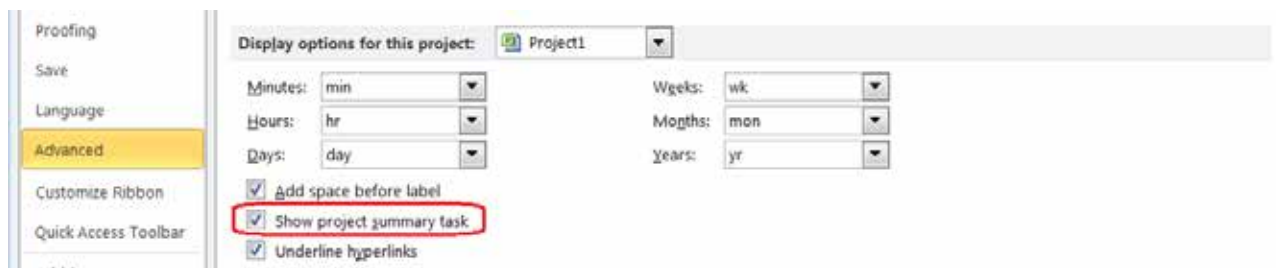 Proofing
Save
Language
Advanced
Customize Ribbon
Quick Access Toolbar
Display options for this project: Project1
Minutes: min Weeks: wk
Hours: hr Months: mon
Days: day Years: yr
Add space before label
Show project summary task
Underline hyperlinks